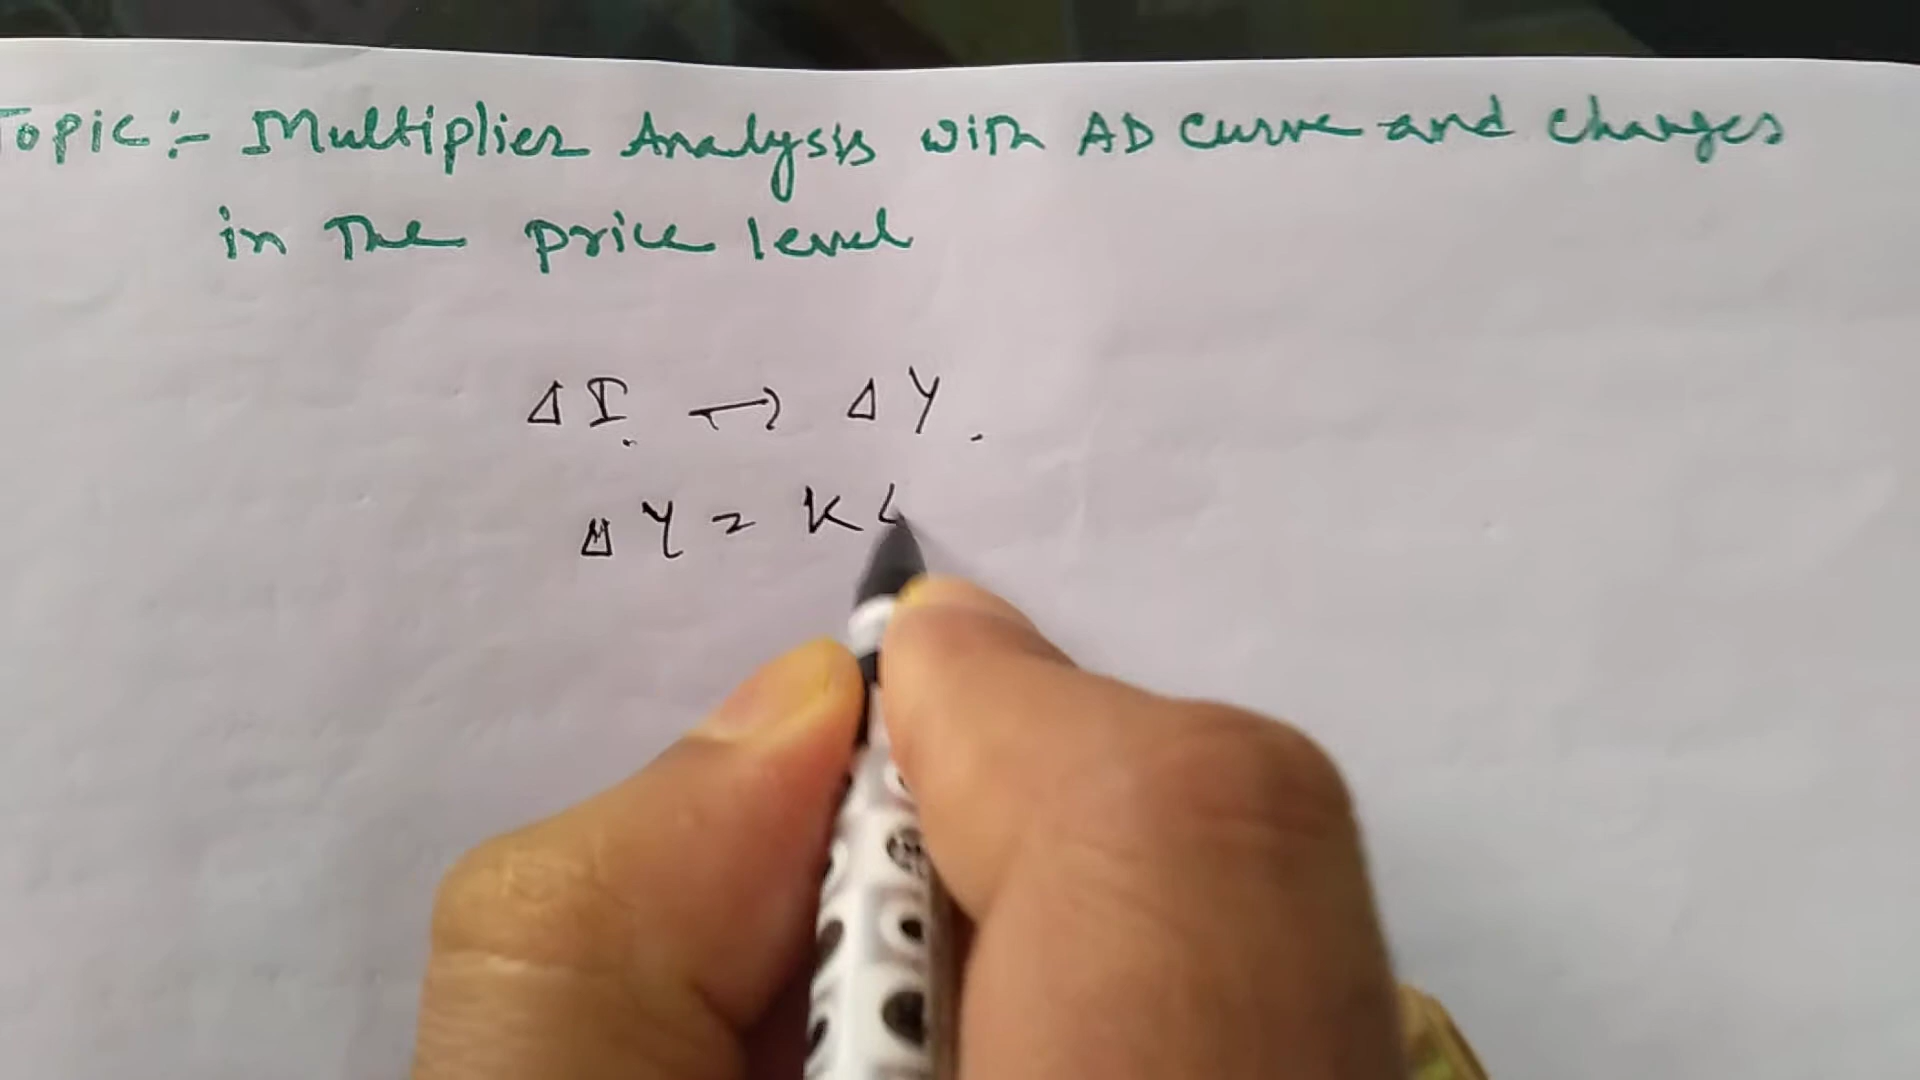 Topic:- Multiplier Analysis with AD Curve and changes
in The price level
ΔI → ΔY.
ΔY = K